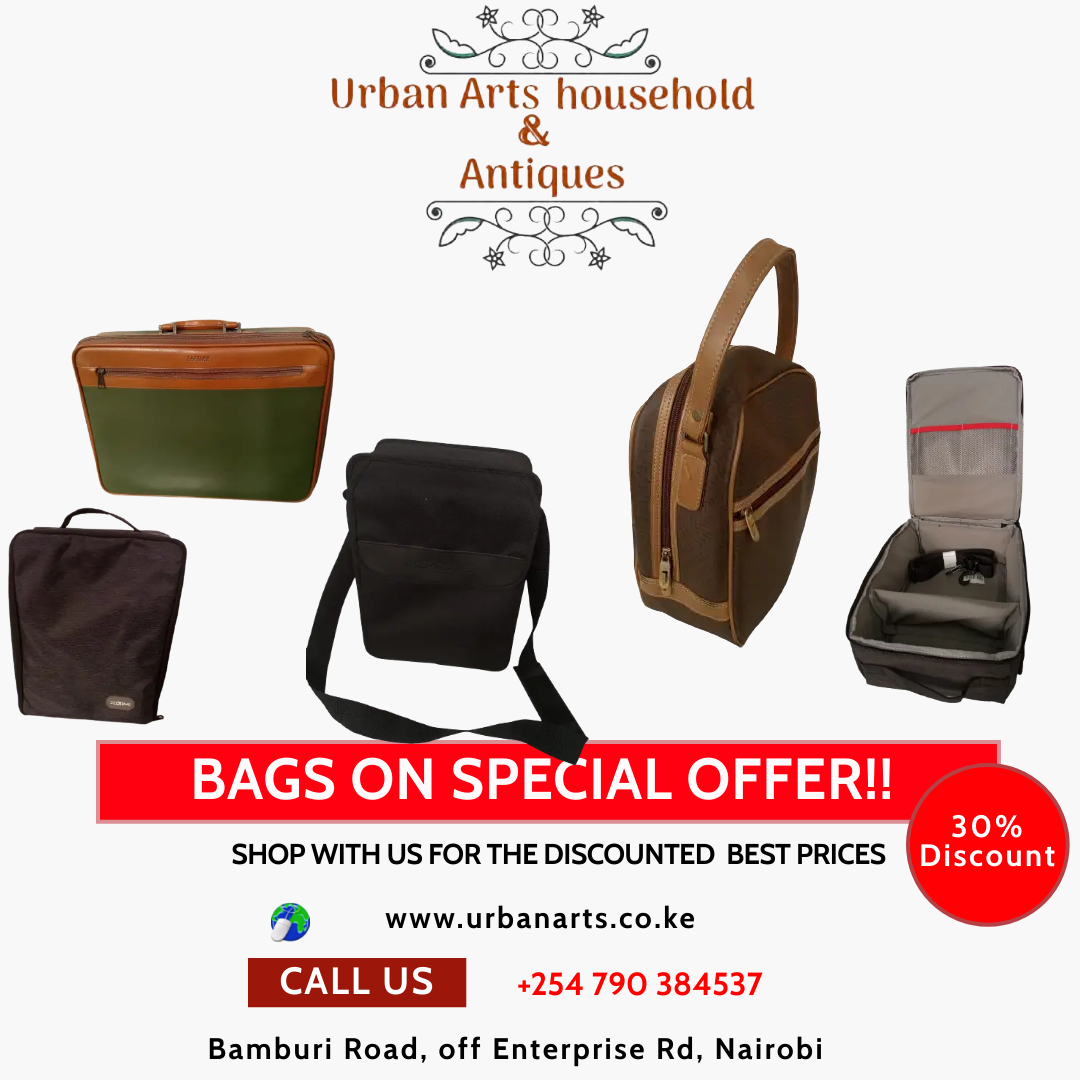 Urban Arts household
&
Antiques
BAGS ON SPECIAL OFFER!!
30%
Discount
SHOP WITH US FOR THE DISCOUNTED BEST PRICES
www.urbanarts.co.ke
CALL US
+254 790 384537
Bamburi Road, off Enterprise Rd, Nairobi